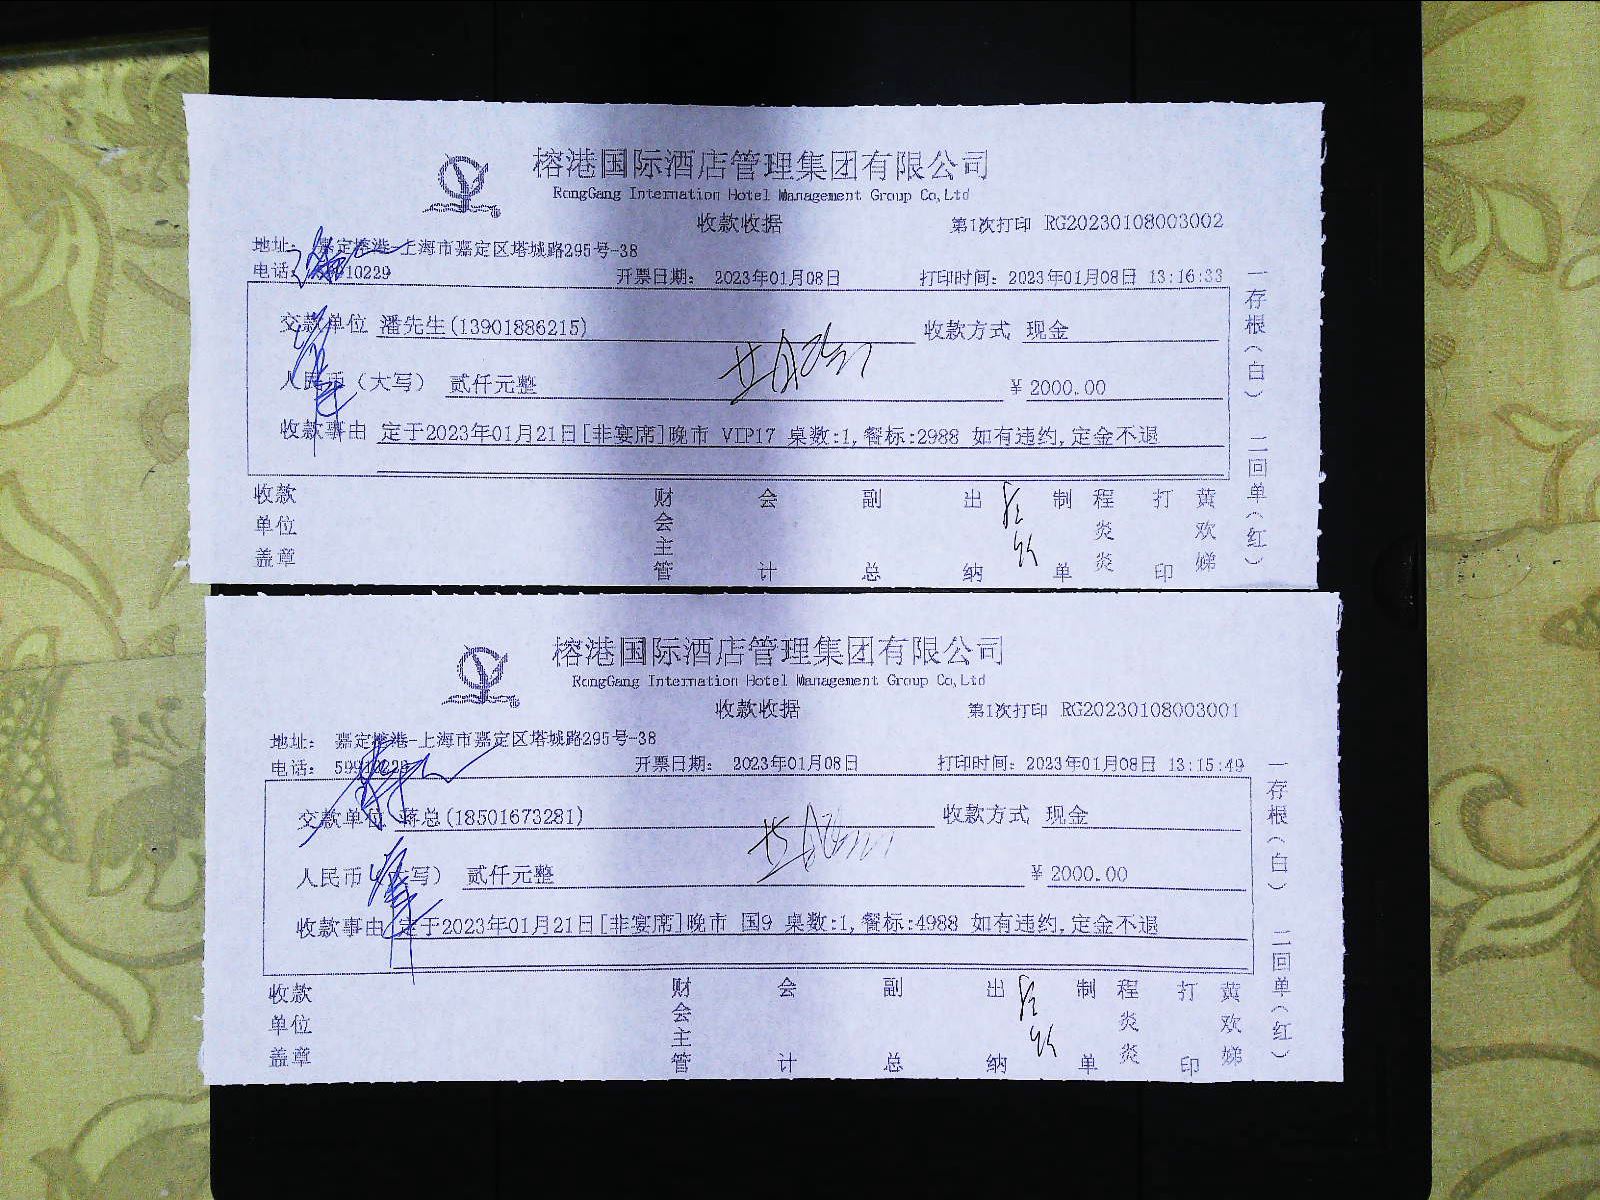 榕港国际酒店管理集团有限公司
RongGang Internation Hotel Management Group Co,Ltd
收款收据
第1次打印 RG20230108003002
地址: 嘉定榕港-上海市嘉定区塔城路295号-38
电话: 10229
开票日期: 2023年01月08日
打印时间: 2023年01月08日 13:16:33
交款单位 潘先生(13901886215)
收款方式 现金
人民币(大写) 贰仟元整
¥ 2000.00
收款事由 定于2023年01月21日[非宴席]晚市 VIP17 桌数:1,餐标:2988 如有违约,定金不退
收款单位盖章
财会主管
会计
副总
出纳
制单 程炎炎
打印 黄欢娣
一存根(白) 二回单(红)
榕港国际酒店管理集团有限公司
RongGang Internation Hotel Management Group Co,Ltd
收款收据
第1次打印 RG20230108003001
地址: 嘉定榕港-上海市嘉定区塔城路295号-38
电话: 59910229
开票日期: 2023年01月08日
打印时间: 2023年01月08日 13:15:49
交款单位 蒋总(18501673281)
收款方式 现金
人民币(大写) 贰仟元整
¥ 2000.00
收款事由 定于2023年01月21日[非宴席]晚市 国9 桌数:1,餐标:4988 如有违约,定金不退
收款单位盖章
财会主管
会计
副总
出纳
制单 程炎炎
打印 黄欢娣
一存根(白) 二回单(红)